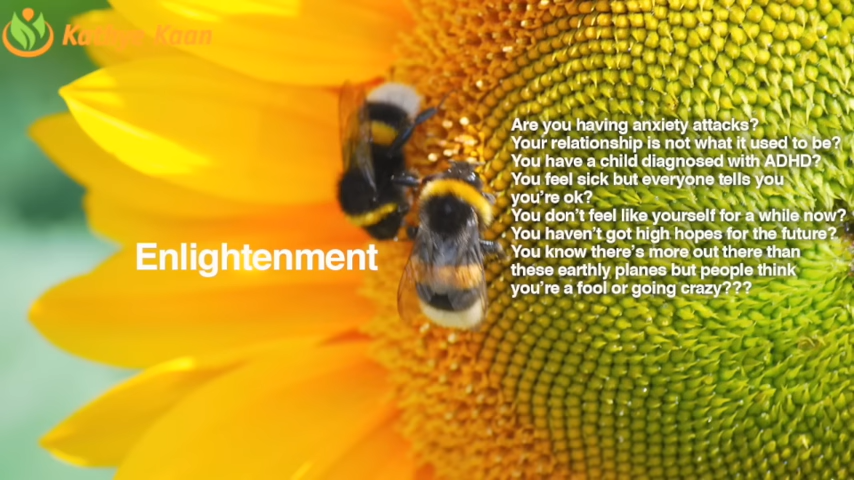 Kaan
Enlightenment
Are you having anxiety attacks?
Your relationship is not what it used to be?
You have a child diagnosed with ADHD?
You feel sick but everyone tells you
you're ok?
You don't feel like yourself for a while now?
You haven't got high hopes for the future?
You know there's more out there than
these earthly planes but people think
you're a fool or going crazy???